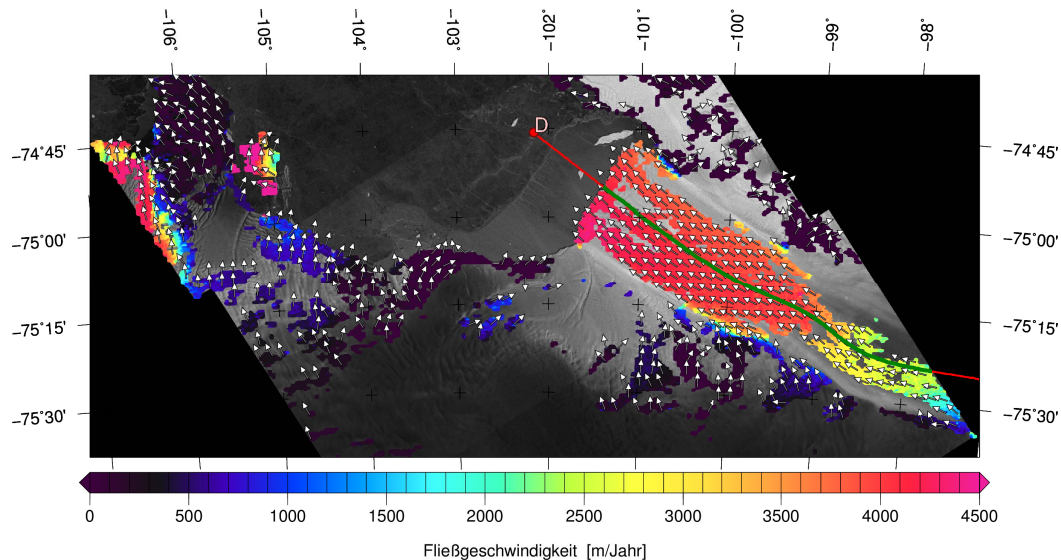 −106° −105° −104° −103° −102° −101° −100° −99° −98°
D
−74°45' −74°45'
−75°00' −75°00'
−75°15' −75°15'
−75°30' −75°30'
0 500 1000 1500 2000 2500 3000 3500 4000 4500
Fließgeschwindigkeit [m/Jahr]